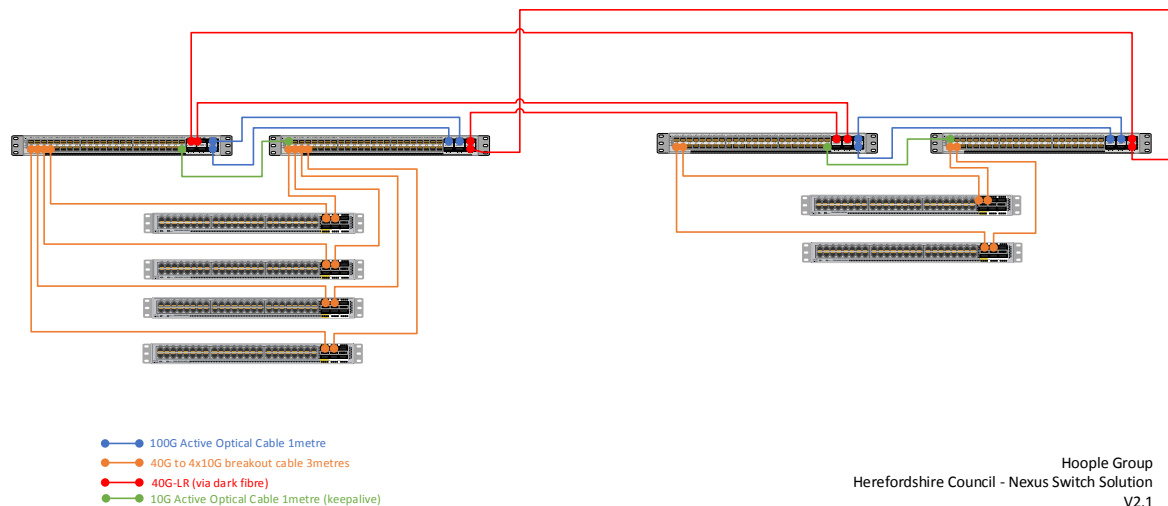 100G Active Optical Cable 1metre
40G to 4x10G breakout cable 3metres
40G-LR (via dark fibre)
10G Active Optical Cable 1metre (keepalive)
Hoople Group
Herefordshire Council - Nexus Switch Solution
V2.1